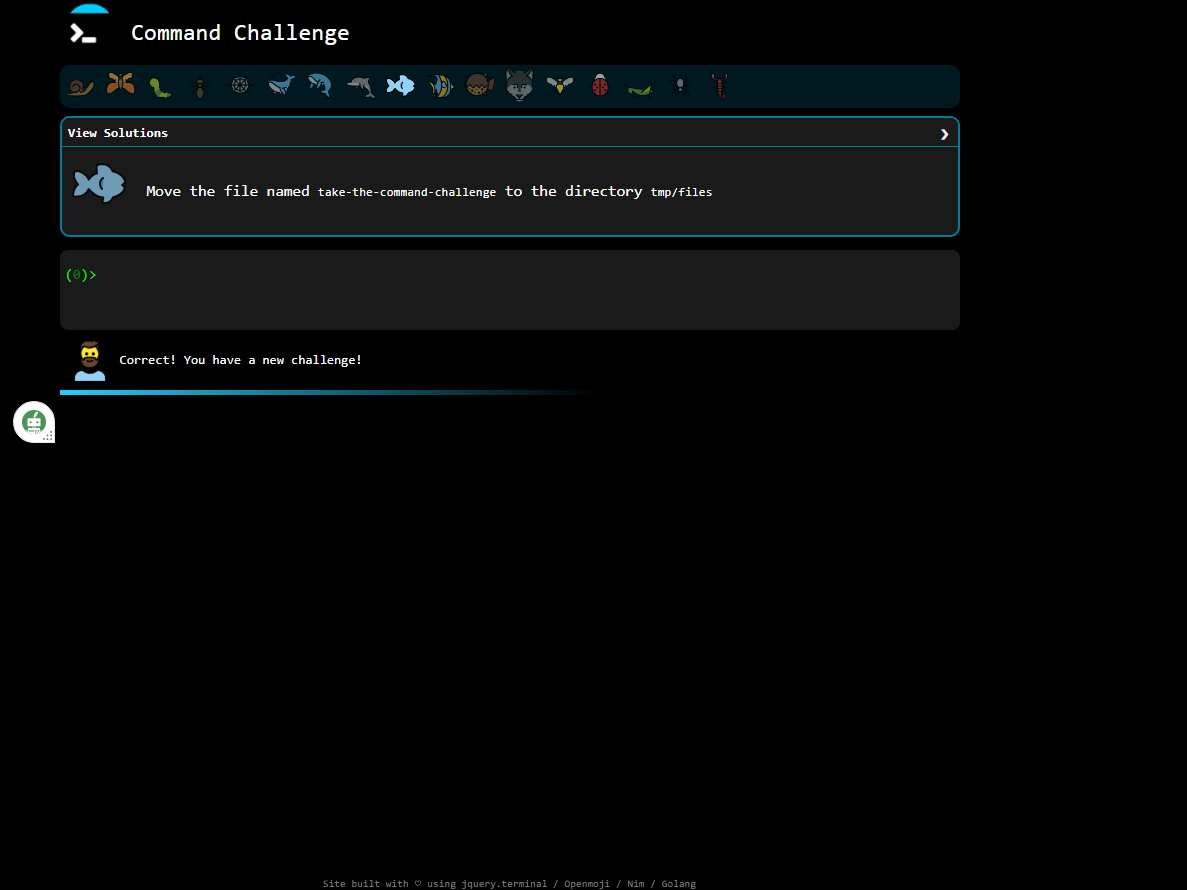 Command Challenge
View Solutions
Move the file named take-the-command-challenge to the directory tmp/files
(0)>
Correct! You have a new challenge!
Site built with ♡ using jquery.terminal / Openmoji / Nim / Golang